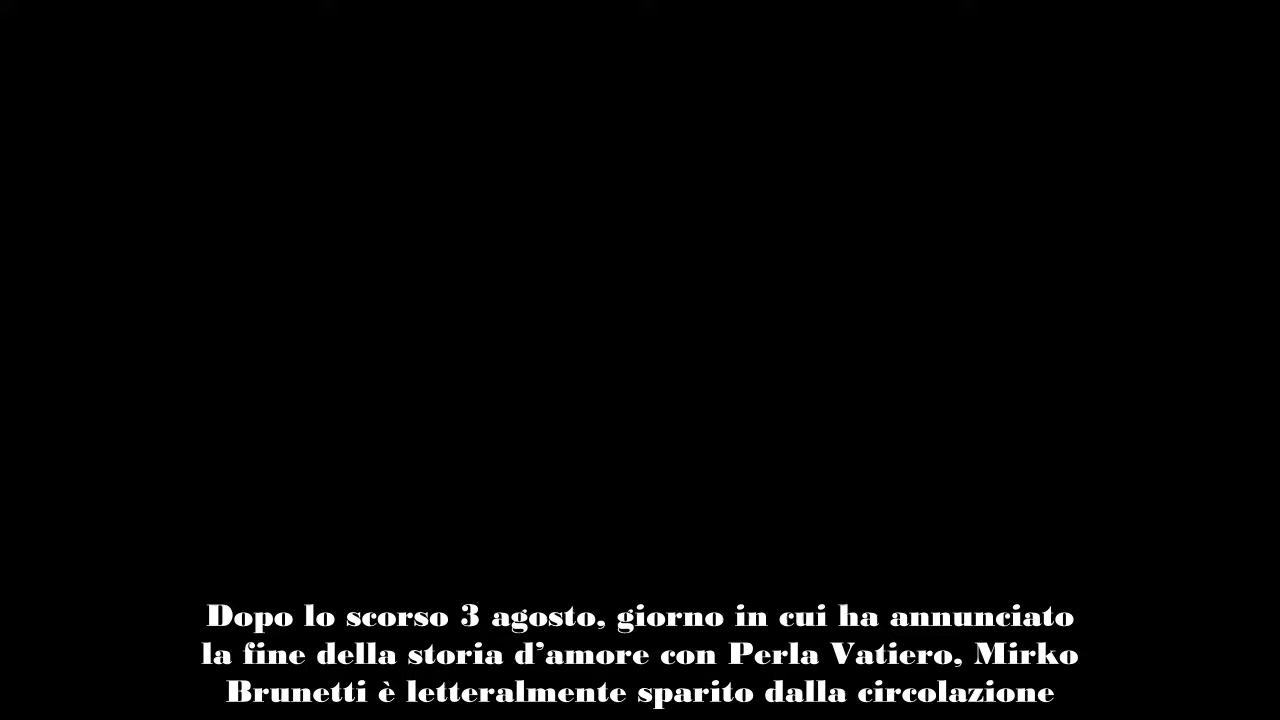 Dopo lo scorso 3 agosto, giorno in cui ha annunciato
la fine della storia d’amore con Perla Vatiero, Mirko
Brunetti è letteralmente sparito dalla circolazione